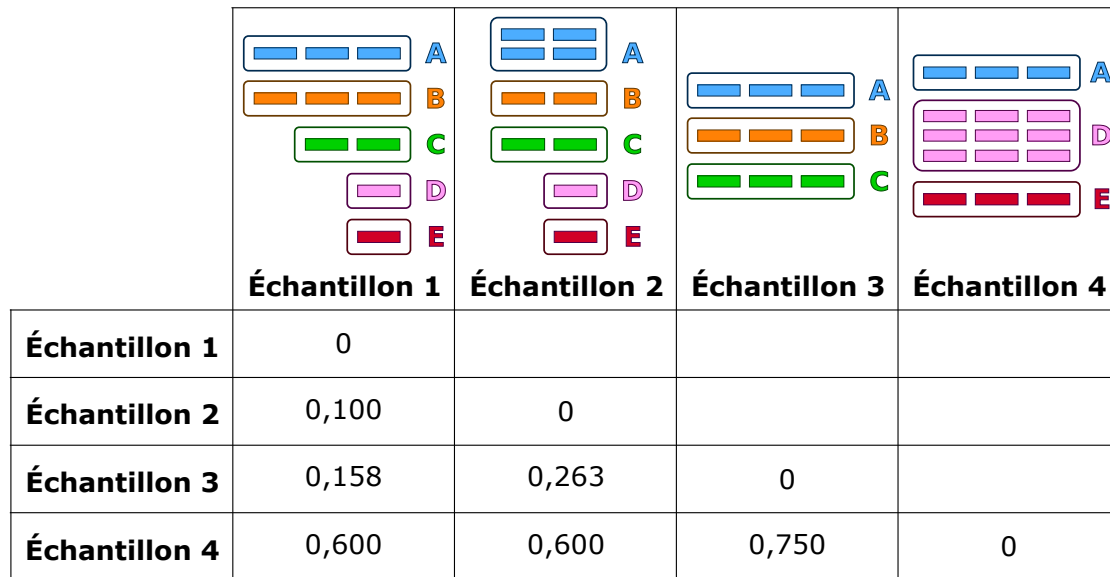 A
B
C
D
E
Échantillon 1
A
B
C
D
E
Échantillon 2
A
B
C
Échantillon 3
A
D
E
Échantillon 4
Échantillon 1 0
Échantillon 2 0,100 0
Échantillon 3 0,158 0,263 0
Échantillon 4 0,600 0,600 0,750 0